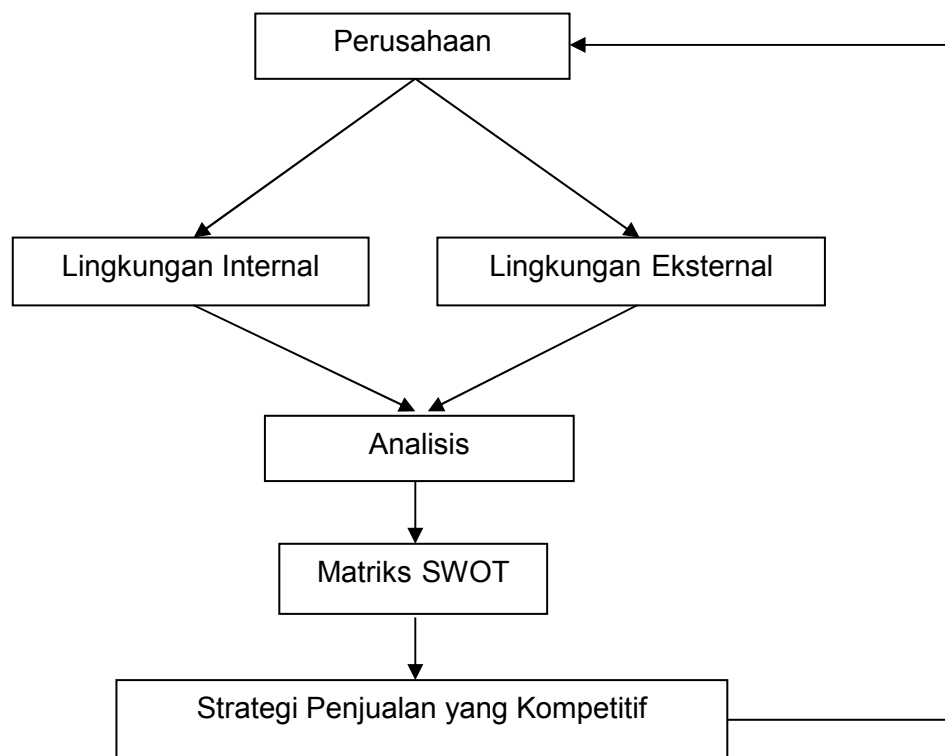 Perusahaan
Lingkungan Internal
Lingkungan Eksternal
Analisis
Matriks SWOT
Strategi Penjualan yang Kompetitif